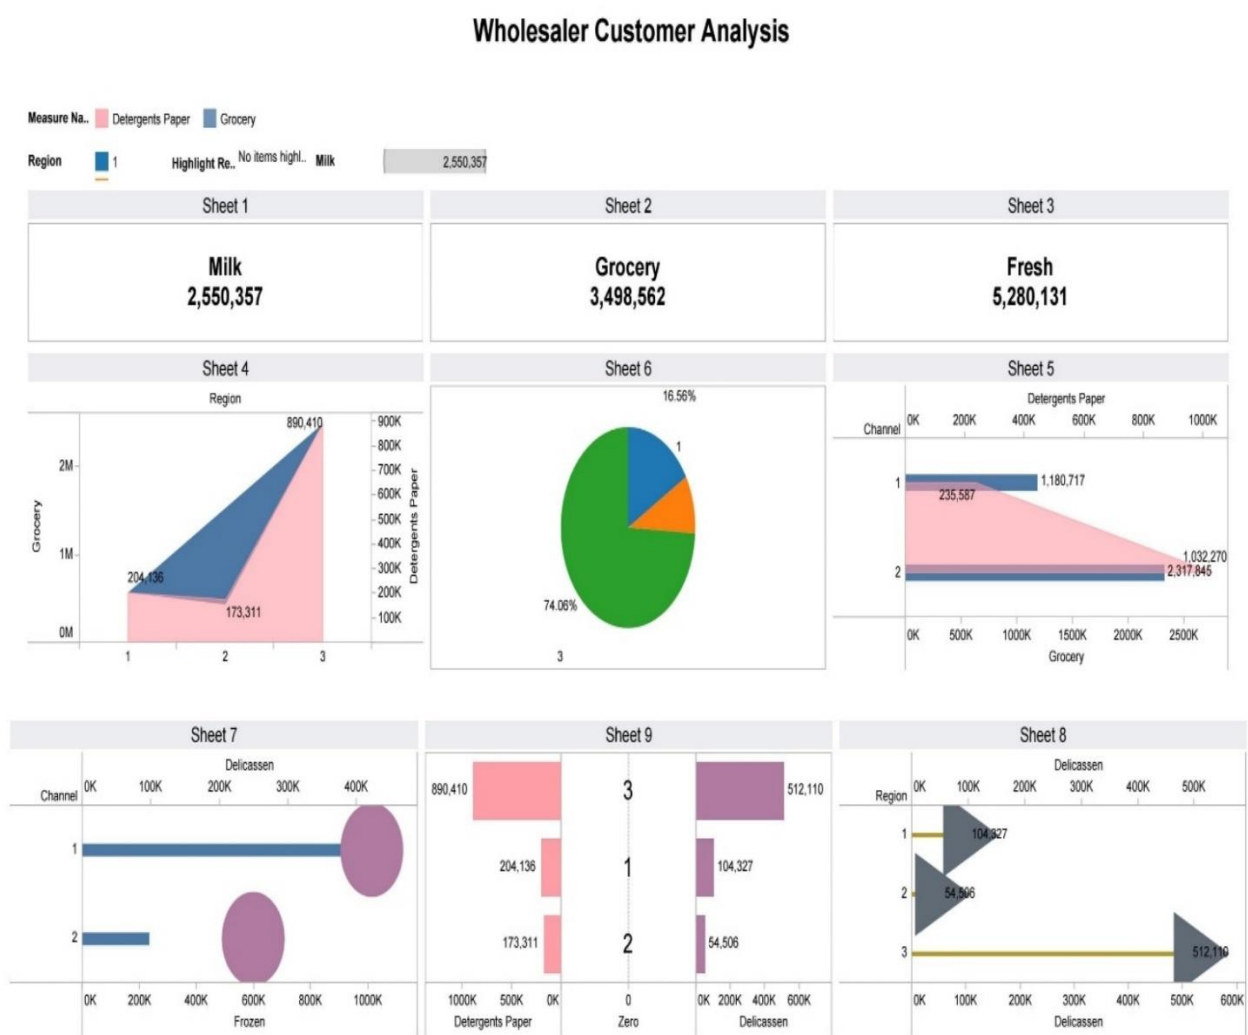 Wholesaler Customer Analysis
Measure Na.. Detergents Paper Grocery
Region 1 Highlight Re.. No items highl.. Milk 2,550,357
Sheet 1
Milk
2,550,357
Sheet 2
Grocery
3,498,562
Sheet 3
Fresh
5,280,131
Sheet 4
Region
890,410
204,136
173,311
2M
1M
0M
Grocery
900K
800K
700K
600K
500K
400K
300K
200K
100K
Detergents Paper
1 2 3
Sheet 6
16.56%
1
74.06%
3
Sheet 5
Detergents Paper
Channel 0K 200K 400K 600K 800K 1000K
1 1,180,717
235,587
1,032,270
2 2,317,845
0K 500K 1000K 1500K 2000K 2500K
Grocery
Sheet 7
Delicassen
Channel 0K 100K 200K 300K 400K
1
2
0K 200K 400K 600K 800K 1000K
Frozen
Sheet 9
890,410 3 512,110
204,136 1 104,327
173,311 2 54,506
1000K 500K 0K 0 0K 200K 400K 600K
Detergents Paper Zero Delicassen
Sheet 8
Delicassen
Region 0K 100K 200K 300K 400K 500K
1 104,327
2 54,506
3 512,110
0K 100K 200K 300K 400K 500K 600K
Delicassen